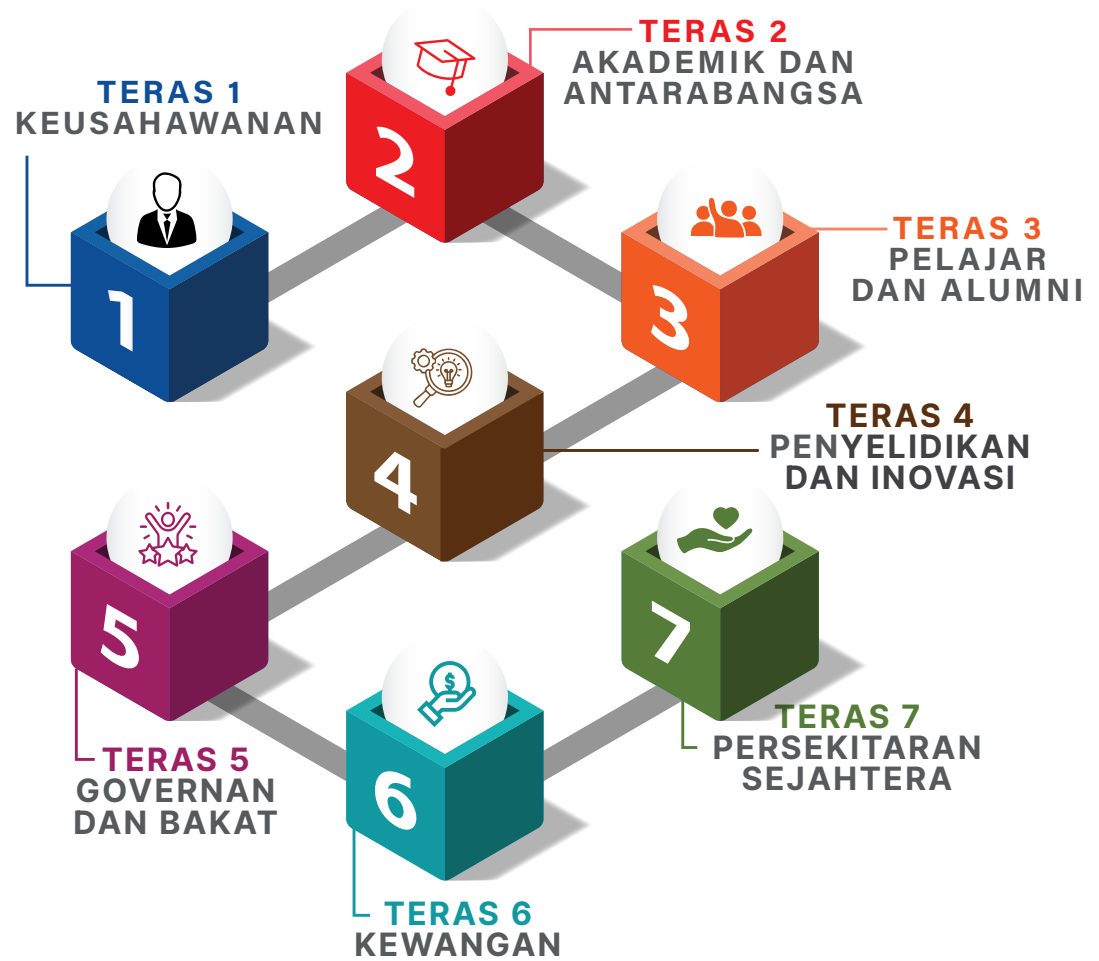 TERAS 1
KEUSAHAWANAN
1
TERAS 2
AKADEMIK DAN
ANTARABANGSA
2
TERAS 3
PELAJAR
DAN ALUMNI
3
TERAS 4
PENYELIDIKAN
DAN INOVASI
4
5
TERAS 5
GOVERNAN
DAN BAKAT
$
6
TERAS 6
KEWANGAN
7
TERAS 7
PERSEKITARAN
SEJAHTERA